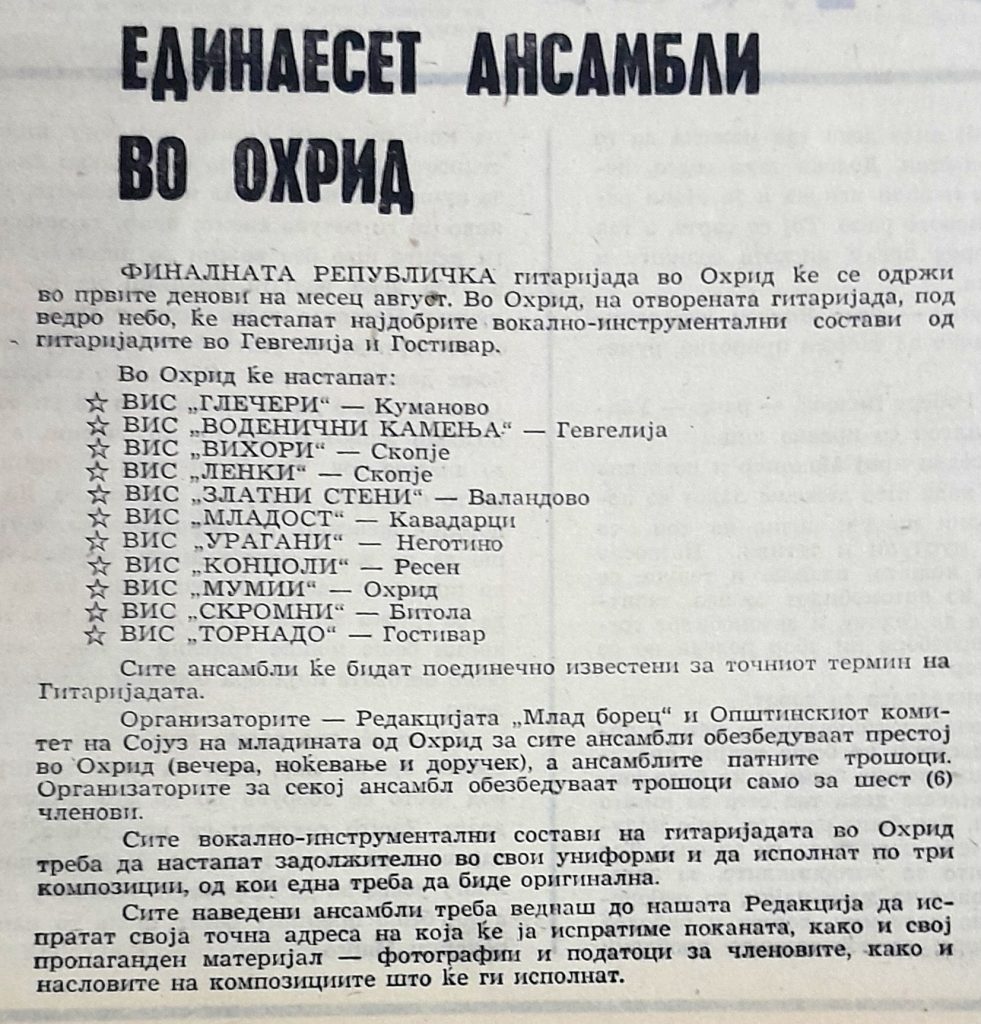 ЕДИНАЕСЕТ АНСАМБЛИ
ВО ОХРИД
ФИНАЛНАТА РЕПУБЛИЧКА гитаријада во Охрид ќе се одржи
во првите денови на месец август. Во Охрид, на отворената гитаријада, под
ведро небо, ќе настапат најдобрите вокално-инструментални состави од
гитаријадите во Гевгелија и Гостивар.
Во Охрид ќе настапат:
☆ ВИС „ГЛЕЧЕРИ“ — Куманово
☆ ВИС „ВОДЕНИЧНИ КАМЕЊА“ — Гевгелија
☆ ВИС „ВИХОРИ“ — Скопје
☆ ВИС „ЛЕНКИ“ — Скопје
☆ ВИС „ЗЛАТНИ СТЕНИ“ — Валандово
☆ ВИС „МЛАДОСТ“ — Кавадарци
☆ ВИС „УРАГАНИ“ — Неготино
☆ ВИС „КОНЏОЛИ“ — Ресен
☆ ВИС „МУМИИ“ — Охрид
☆ ВИС „СКРОМНИ“ — Битола
☆ ВИС „ТОРНАДО“ — Гостивар
Сите ансамбли ќе бидат поединечно известени за точниот термин на
Гитаријадата.
Организаторите — Редакцијата „Млад борец“ и Општинскиот коми-
тет на Сојуз на младината од Охрид за сите ансамбли обезбедуваат престој
во Охрид (вечера, ноќевање и доручек), а ансамблите патните трошоци.
Организаторите за секој ансамбл обезбедуваат трошоци само за шест (6)
членови.
Сите вокално-инструментални состави на гитаријадата во Охрид
треба да настапат задолжително во свои униформи и да исполнат по три
композиции, од кои една треба да биде оригинална.
Сите наведени ансамбли треба веднаш до нашата Редакција да ис-
пратат своја точна адреса на која ќе ја испратиме поканата, како и свој
пропаганден материјал — фотографии и податоци за членовите, како и
насловите на композициите што ќе ги исполнат.